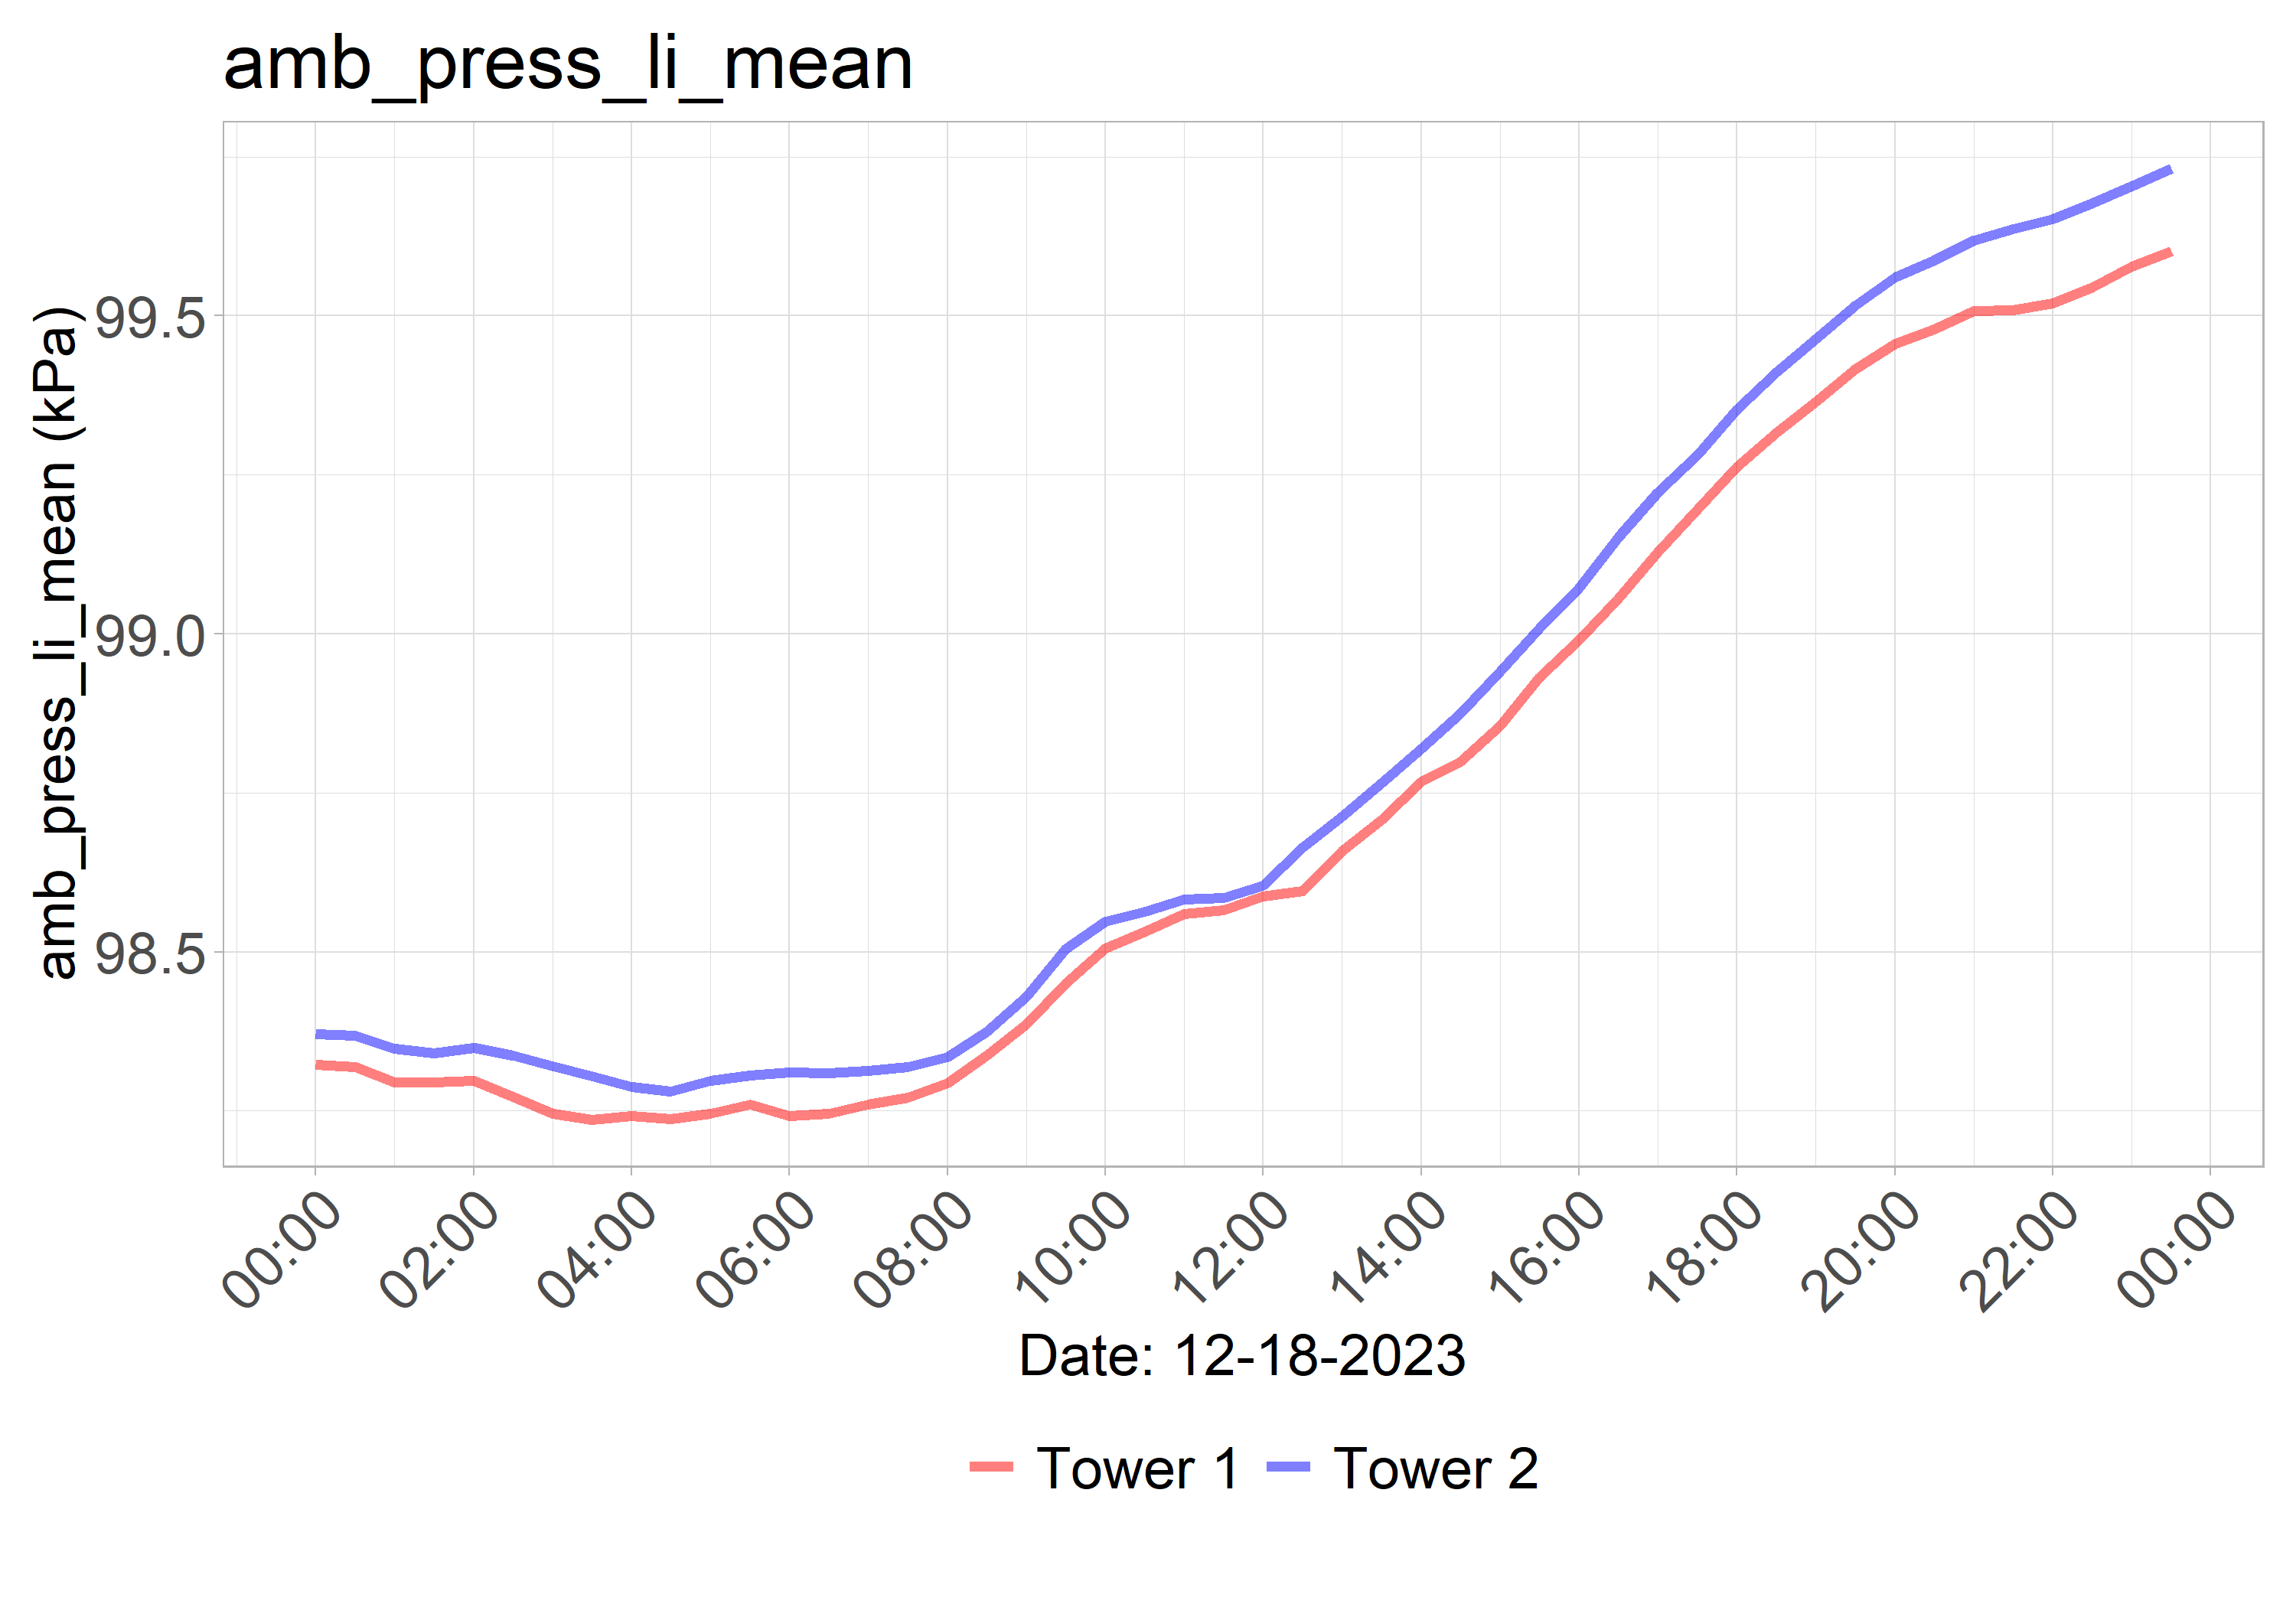 amb_press_li_mean
amb_press_li_mean (kPa)
99.5
99.0
98.5
00:00 02:00 04:00 06:00 08:00 10:00 12:00 14:00 16:00 18:00 20:00 22:00 00:00
Date: 12-18-2023
Tower 1 Tower 2